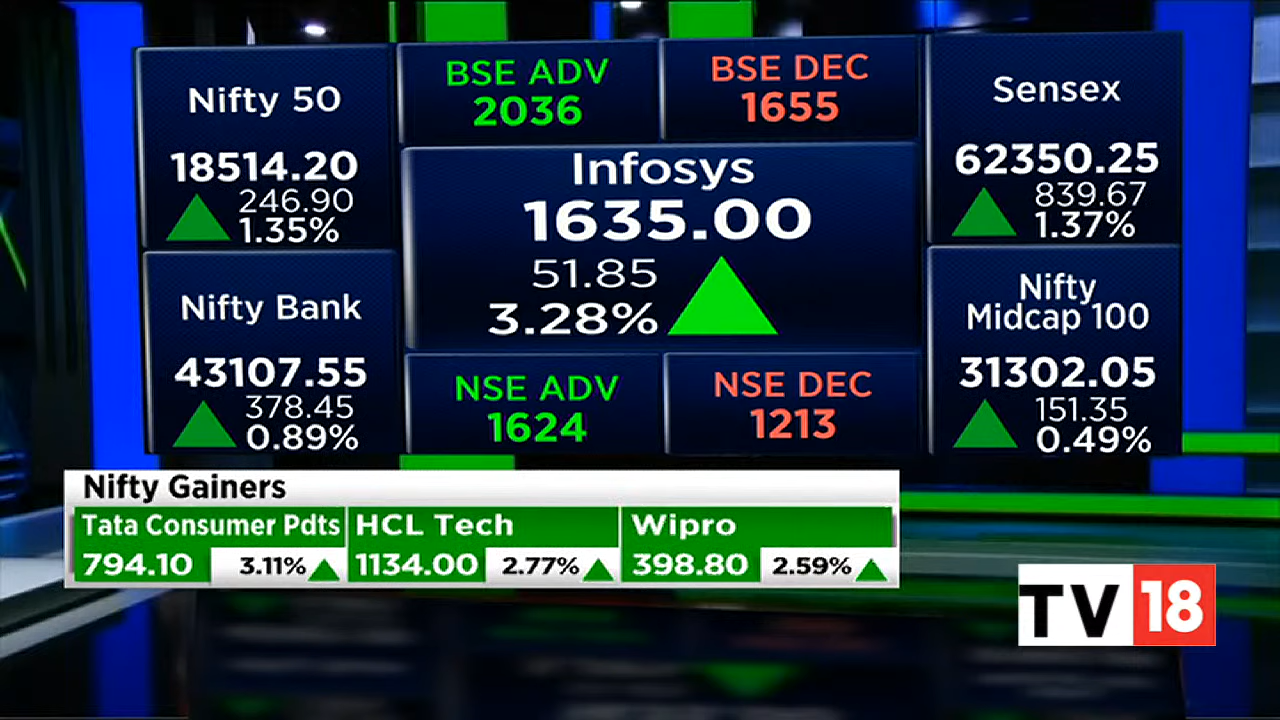 Nifty 50
18514.20
246.90
1.35%
BSE ADV
2036
BSE DEC
1655
Sensex
62350.25
839.67
1.37%
Infosys
1635.00
51.85
3.28%
Nifty Bank
43107.55
378.45
0.89%
NSE ADV
1624
NSE DEC
1213
Nifty
Midcap 100
31302.05
151.35
0.49%
Nifty Gainers
Tata Consumer Pdts
794.10 3.11%
HCL Tech
1134.00 2.77%
Wipro
398.80 2.59%
TV18